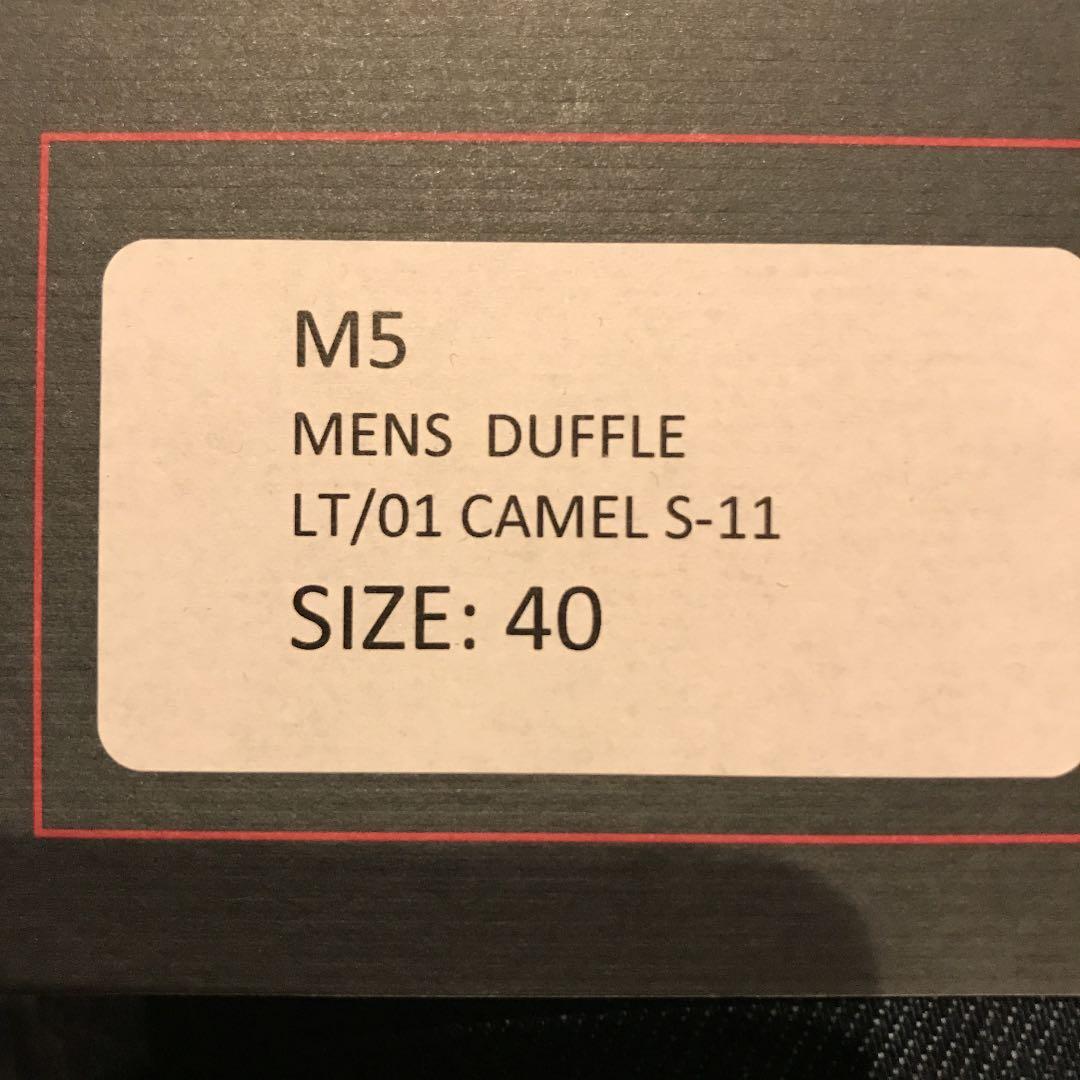 M5
MENS DUFFLE
LT/01 CAMEL S-11
SIZE: 40